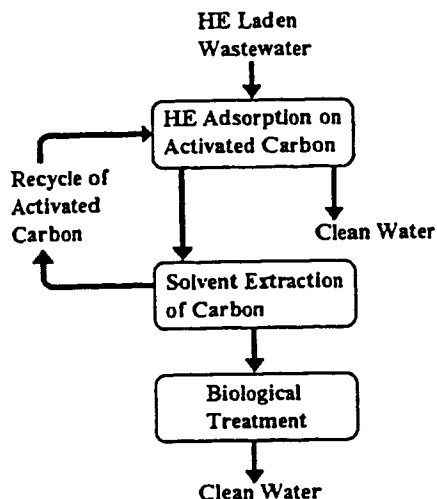 HE Laden
Wastewater
HE Adsorption on
Activated Carbon
Recycle of
Activated
Carbon
Clean Water
Solvent Extraction
of Carbon
Biological
Treatment
Clean Water